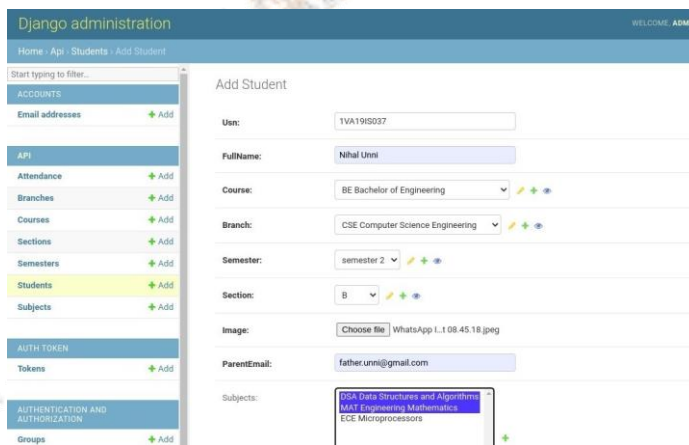 Django administration
WELCOME, ADM
Home › Api › Students › Add Student
Start typing to filter...
ACCOUNTS
Email addresses + Add
API
Attendance + Add
Branches + Add
Courses + Add
Sections + Add
Semesters + Add
Students + Add
Subjects + Add
AUTH TOKEN
Tokens + Add
AUTHENTICATION AND
AUTHORIZATION
Groups + Add
Add Student
Usn: 1VA19IS037
FullName: Nihal Unni
Course: BE Bachelor of Engineering
Branch: CSE Computer Science Engineering
Semester: semester 2
Section: B
Image: Choose file WhatsApp I...t 08.45.18.jpeg
ParentEmail: father.unni@gmail.com
Subjects: DSA Data Structures and Algorithms
MAT Engineering Mathematics
ECE Microprocessors